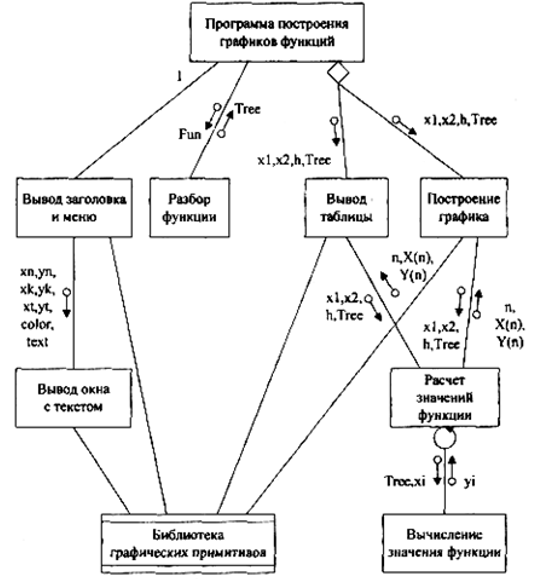 Программа построения
графиков функций
1
Fun
Tree
x1,x2,h,Tree
x1,x2,h,Tree
Вывод заголовка
и меню
Разбор
функции
Вывод
таблицы
Построение
графика
xn,yn,
xk,yk,
xt,yt,
color,
text
n,X(n),
Y(n)
x1,x2,
h,Tree
x1,x2,
h,Tree
n,
X(n),
Y(n)
Вывод окна
с текстом
Расчет
значений
функции
Tree,xi
yi
Библиотека
графических примитивов
Вычисление
значения функции